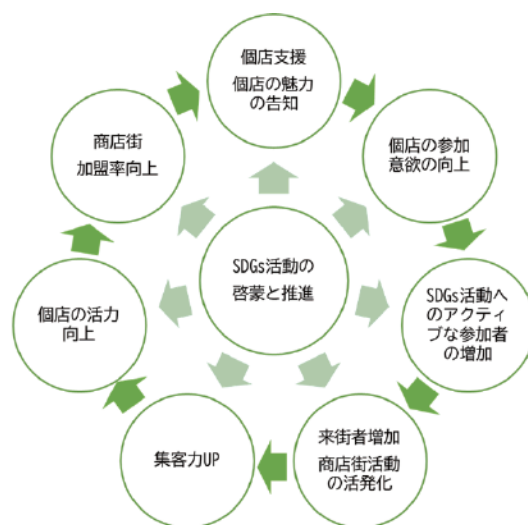 個店支援
個店の魅力
の告知
個店の参加
意欲の向上
SDGs活動へ
のアクティ
ブな参加者
の増加
来街者増加
商店街活動
の活発化
集客力UP
個店の活力
向上
商店街
加盟率向上
SDGs活動の
啓蒙と推進